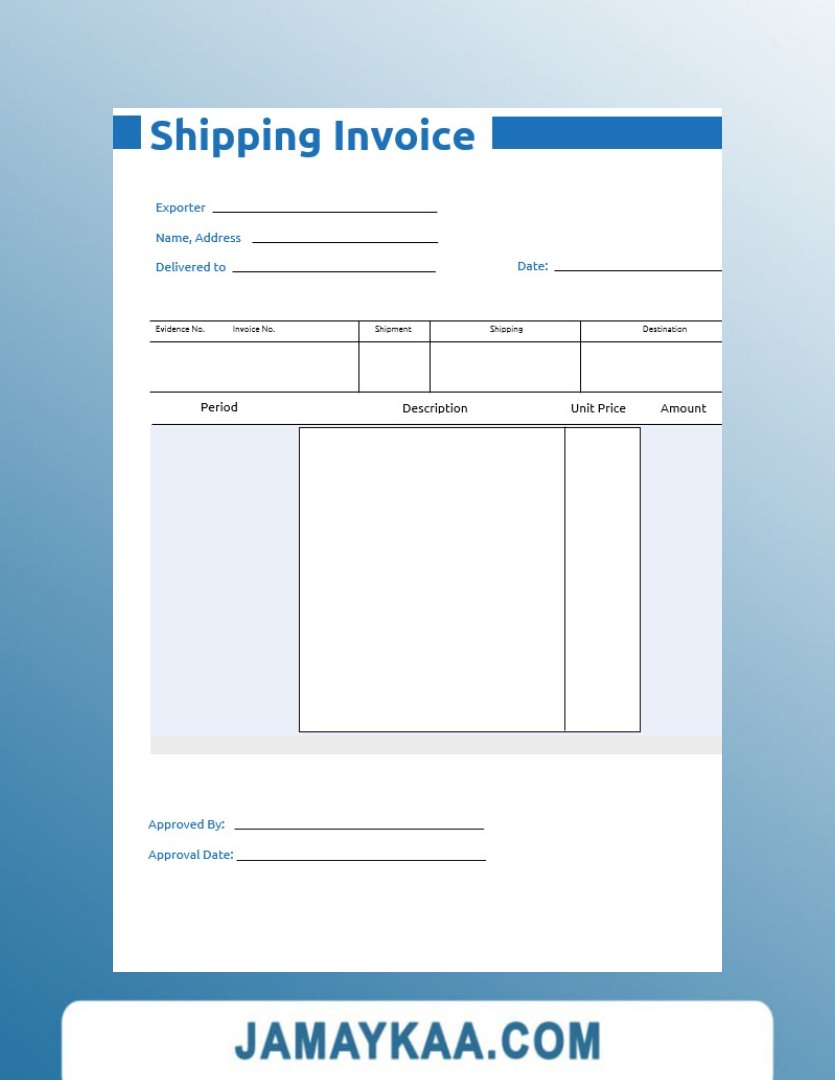 Shipping Invoice
Exporter
Name, Address
Delivered to Date:
Evidence No. Invoice No. Shipment Shipping Destination
Period Description Unit Price Amount
Approved By:
Approval Date:
JAMAYKAA.COM